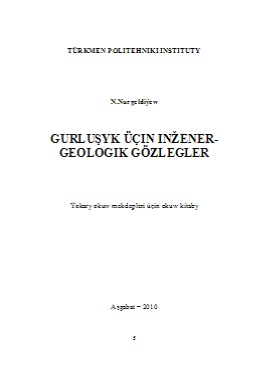 TÜRKMEN POLITEHNIKI INSTITUTY
N.Nurgeldiýew
GURLUŞYK ÜÇIN INŽENER-
GEOLOGIK GÖZLEGLER
Ýokary okuw mekdepleri üçin okuw kitaby
Aşgabat – 2010
5